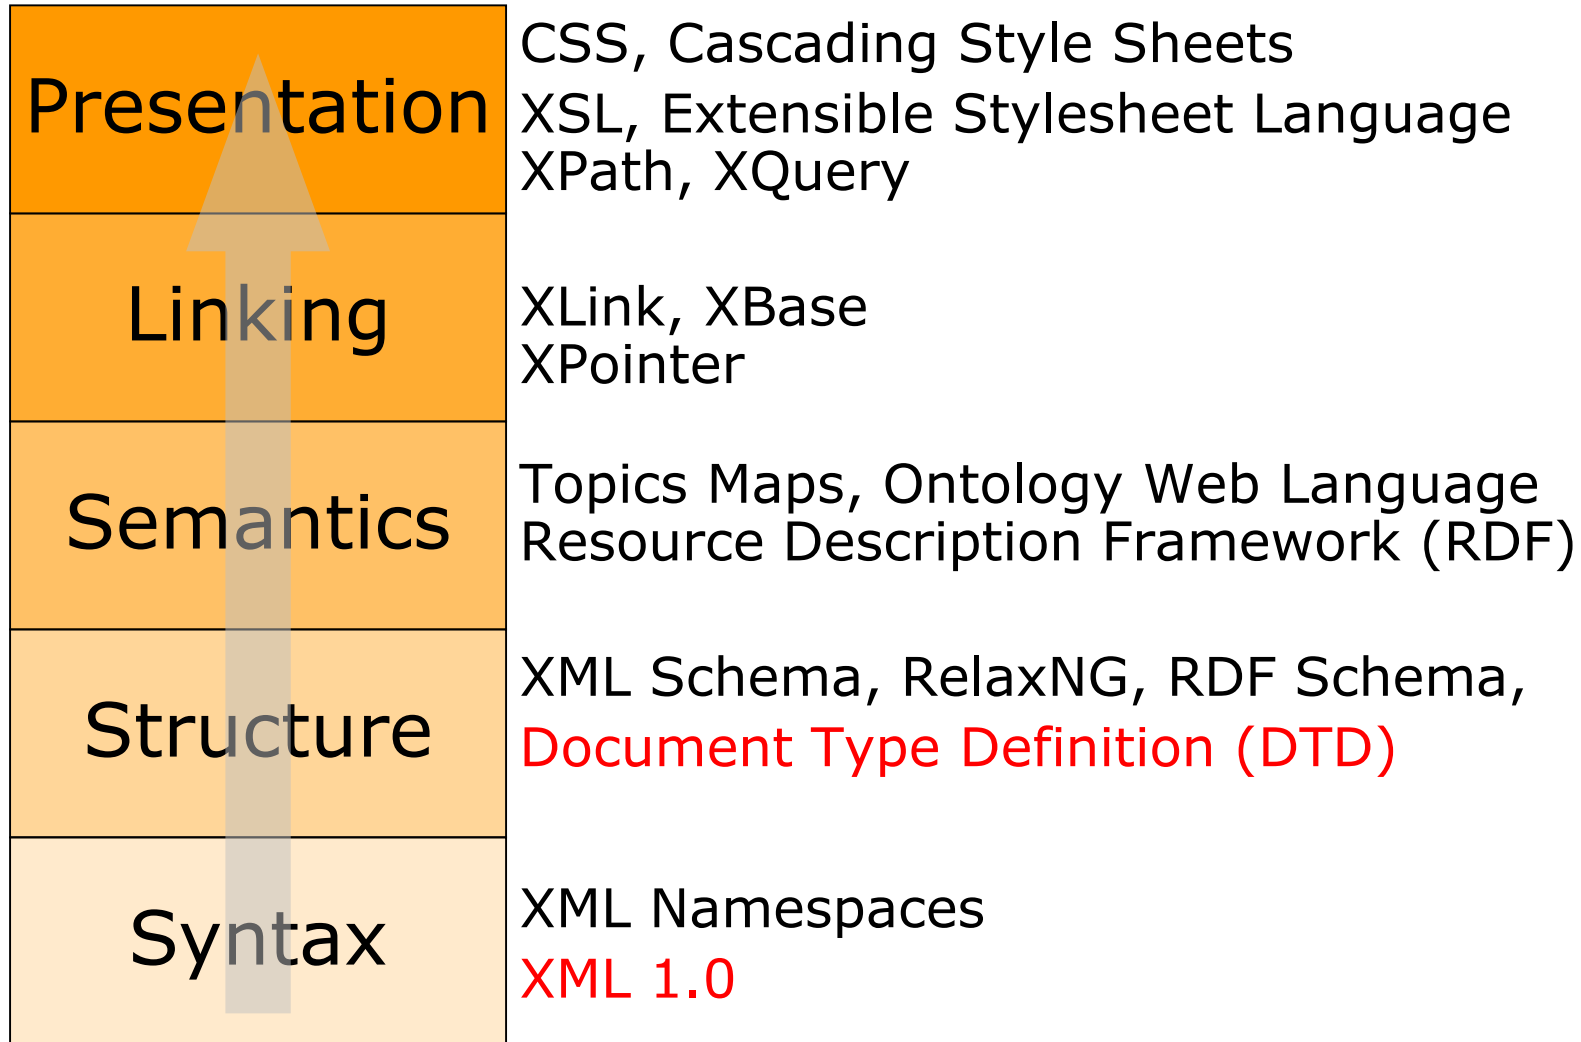 Presentation
CSS, Cascading Style Sheets
XSL, Extensible Stylesheet Language
XPath, XQuery
Linking
XLink, XBase
XPointer
Semantics
Topics Maps, Ontology Web Language
Resource Description Framework (RDF)
Structure
XML Schema, RelaxNG, RDF Schema,
Document Type Definition (DTD)
Syntax
XML Namespaces
XML 1.0